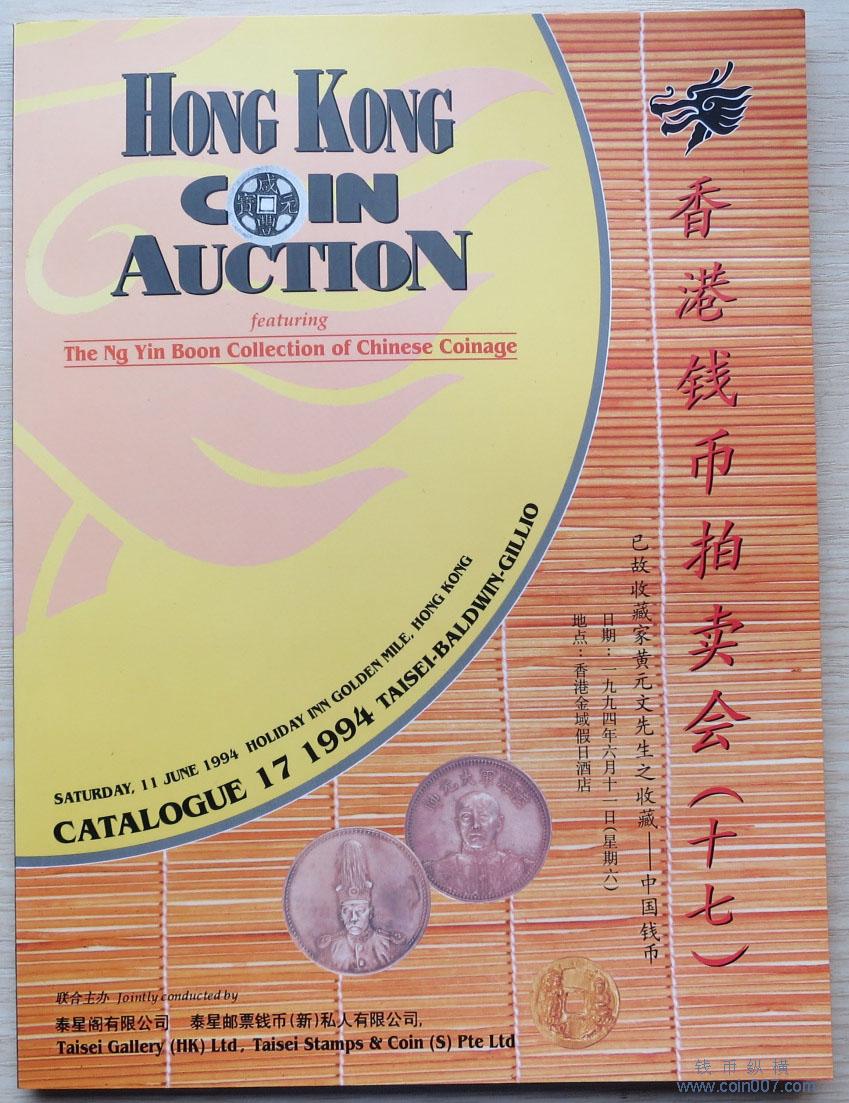 HONG KONG
COIN
咸元豐寶
AUCTION
featuring
The Ng Yin Boon Collection of Chinese Coinage
SATURDAY, 11 JUNE 1994 HOLIDAY INN GOLDEN MILE, HONG KONG
CATALOGUE 17 1994 TAISEI-BALDWIN-GILLIO
香港钱币拍卖会(十七)
已故收藏家黄元文先生之收藏——中国钱币
日期:一九九四年六月十一日(星期六)
地点:香港金域假日酒店
联合主办 Jointly conducted by
泰星阁有限公司 泰星邮票钱币(新)私人有限公司,
Taisei Gallery (HK) Ltd, Taisei Stamps & Coin (S) Pte Ltd
钱币纵横
www.coin007.com